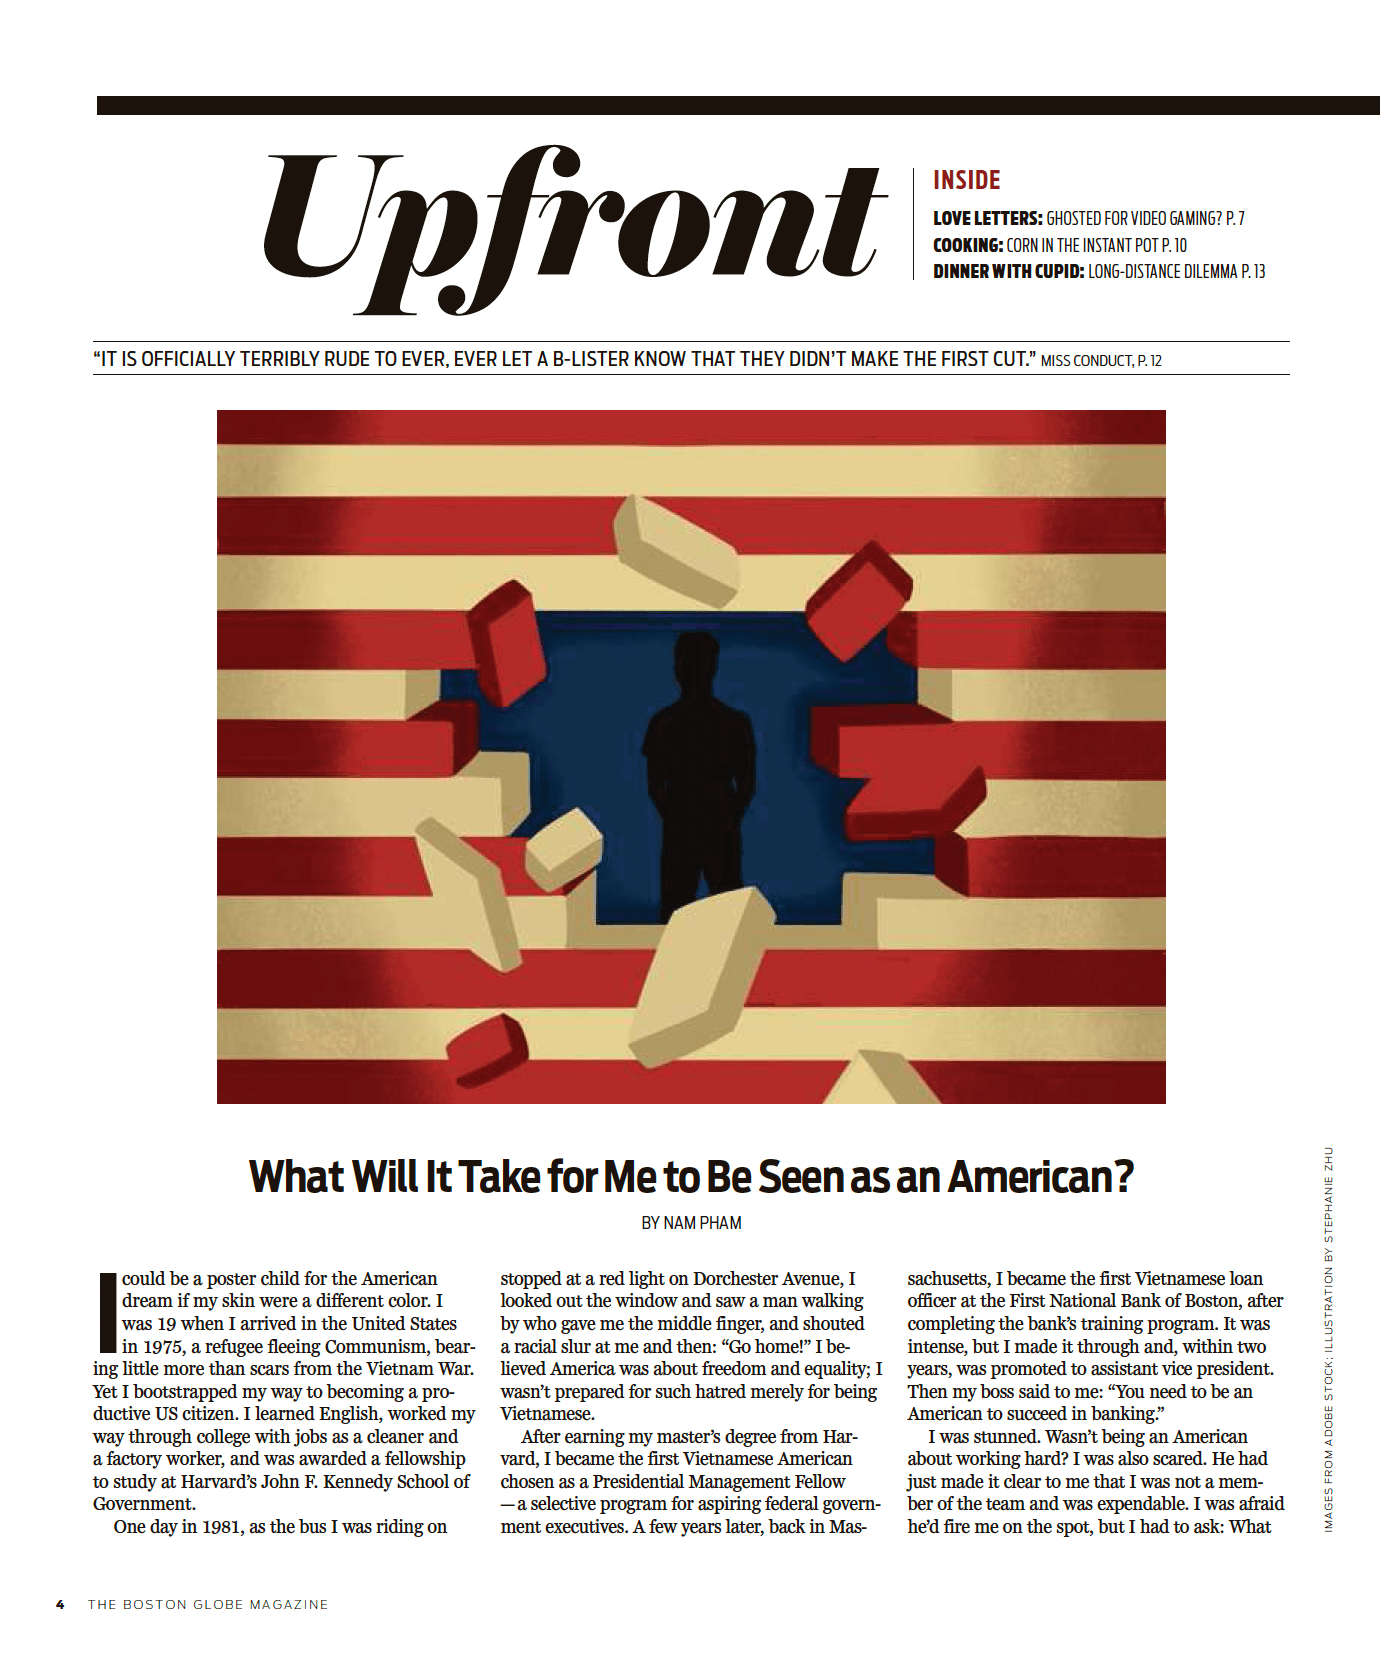 Upfront
INSIDE
LOVE LETTERS: GHOSTED FOR VIDEO GAMING? P. 7
COOKING: CORN IN THE INSTANT POT P. 10
DINNER WITH CUPID: LONG-DISTANCE DILEMMA P. 13
“IT IS OFFICIALLY TERRIBLY RUDE TO EVER, EVER LET A B-LISTER KNOW THAT THEY DIDN’T MAKE THE FIRST CUT.” MISS CONDUCT, P. 12
What Will It Take for Me to Be Seen as an American?
BY NAM PHAM
I could be a poster child for the American
dream if my skin were a different color. I
was 19 when I arrived in the United States
in 1975, a refugee fleeing Communism, bear-
ing little more than scars from the Vietnam War.
Yet I bootstrapped my way to becoming a pro-
ductive US citizen. I learned English, worked my
way through college with jobs as a cleaner and
a factory worker, and was awarded a fellowship
to study at Harvard’s John F. Kennedy School of
Government.
One day in 1981, as the bus I was riding on
stopped at a red light on Dorchester Avenue, I
looked out the window and saw a man walking
by who gave me the middle finger, and shouted
a racial slur at me and then: “Go home!” I be-
lieved America was about freedom and equality; I
wasn’t prepared for such hatred merely for being
Vietnamese.
After earning my master’s degree from Har-
vard, I became the first Vietnamese American
chosen as a Presidential Management Fellow
—a selective program for aspiring federal govern-
ment executives. A few years later, back in Mas-
sachusetts, I became the first Vietnamese loan
officer at the First National Bank of Boston, after
completing the bank’s training program. It was
intense, but I made it through and, within two
years, was promoted to assistant vice president.
Then my boss said to me: “You need to be an
American to succeed in banking.”
I was stunned. Wasn’t being an American
about working hard? I was also scared. He had
just made it clear to me that I was not a mem-
ber of the team and was expendable. I was afraid
he’d fire me on the spot, but I had to ask: What
IMAGES FROM ADOBE STOCK; ILLUSTRATION BY STEPHANIE ZHU
4 THE BOSTON GLOBE MAGAZINE